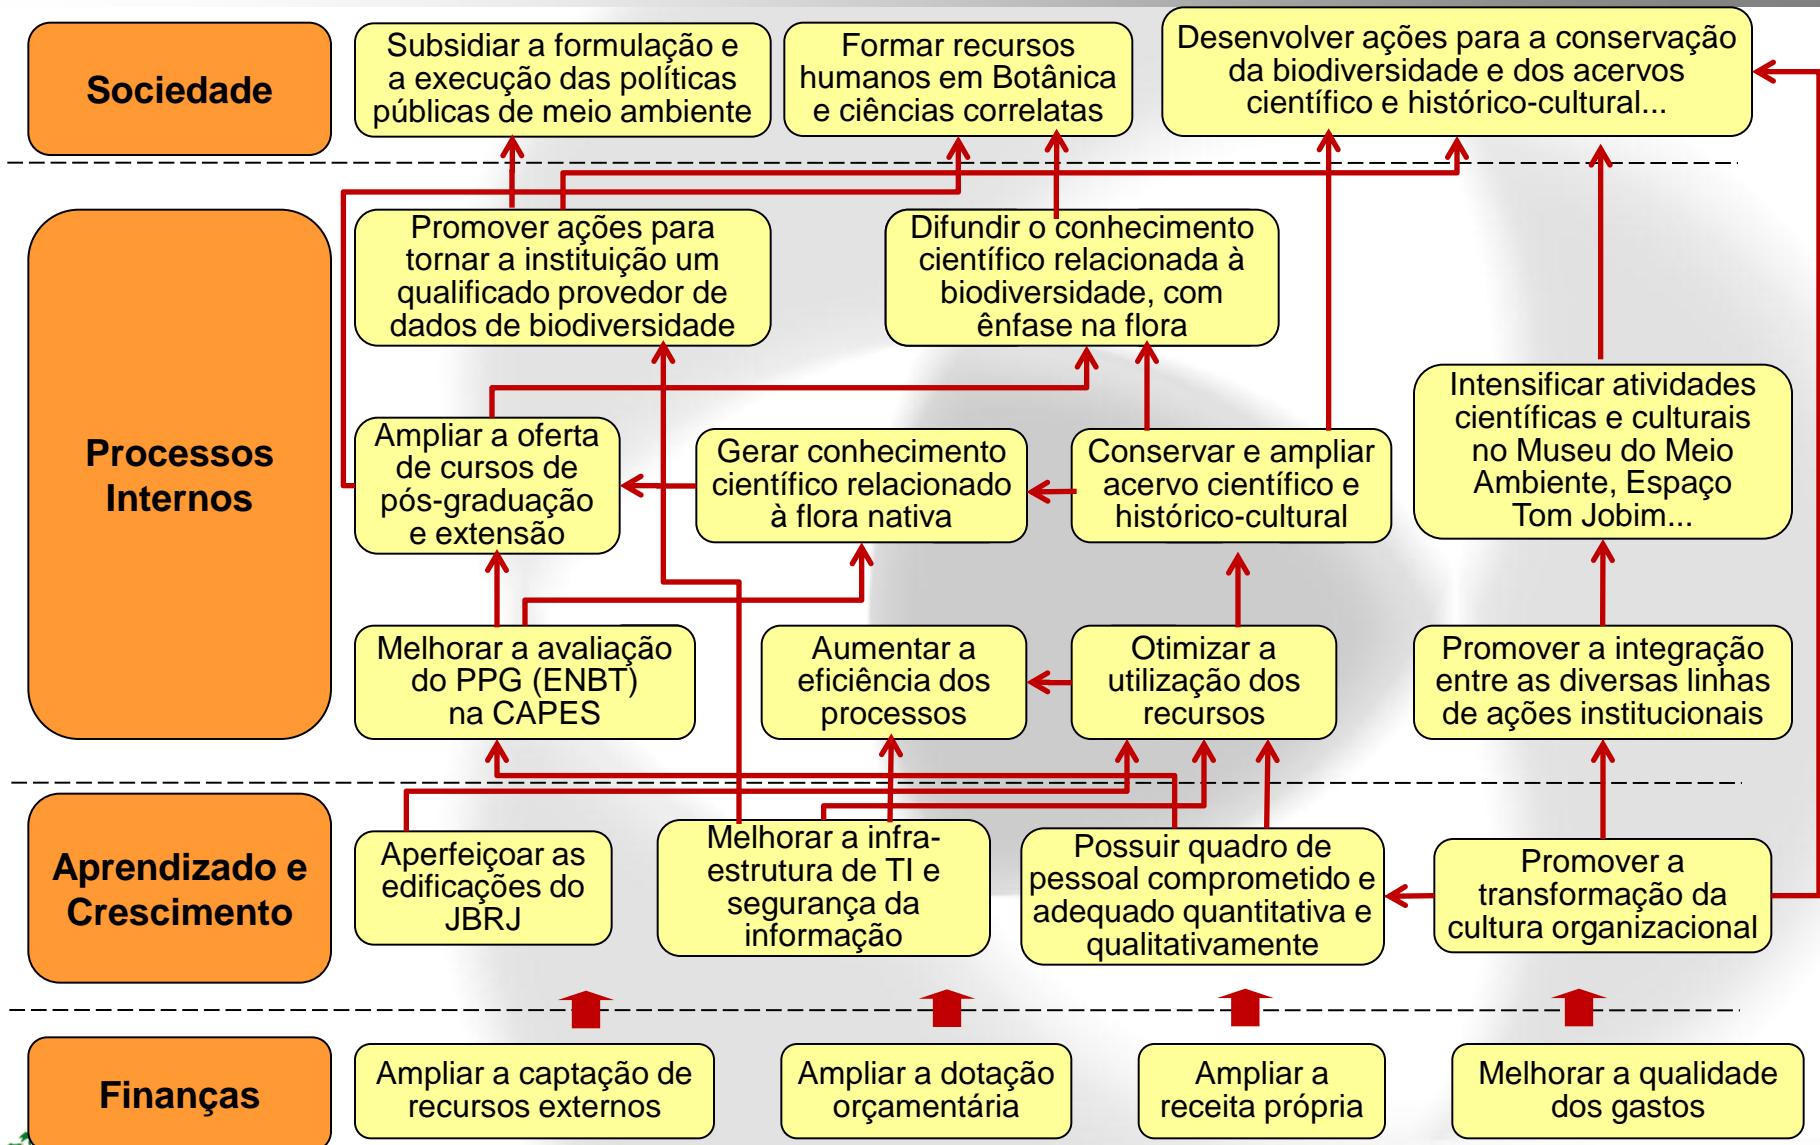 Sociedade
Subsidiar a formulação e
a execução das políticas
públicas de meio ambiente
Formar recursos
humanos em Botânica
e ciências correlatas
Desenvolver ações para a conservação
da biodiversidade e dos acervos
científico e histórico-cultural...
Processos
Internos
Promover ações para
tornar a instituição um
qualificado provedor de
dados de biodiversidade
Difundir o conhecimento
científico relacionada à
biodiversidade, com
ênfase na flora
Ampliar a oferta
de cursos de
pós-graduação
e extensão
Gerar conhecimento
científico relacionado
à flora nativa
Conservar e ampliar
acervo científico e
histórico-cultural
Intensificar atividades
científicas e culturais
no Museu do Meio
Ambiente, Espaço
Tom Jobim...
Melhorar a avaliação
do PPG (ENBT)
na CAPES
Aumentar a
eficiência dos
processos
Otimizar a
utilização dos
recursos
Promover a integração
entre as diversas linhas
de ações institucionais
Aprendizado e
Crescimento
Aperfeiçoar as
edificações do
JBRJ
Melhorar a infra-
estrutura de TI e
segurança da
informação
Possuir quadro de
pessoal comprometido e
adequado quantitativa e
qualitativamente
Promover a
transformação da
cultura organizacional
Finanças
Ampliar a captação de
recursos externos
Ampliar a dotação
orçamentária
Ampliar a
receita própria
Melhorar a qualidade
dos gastos